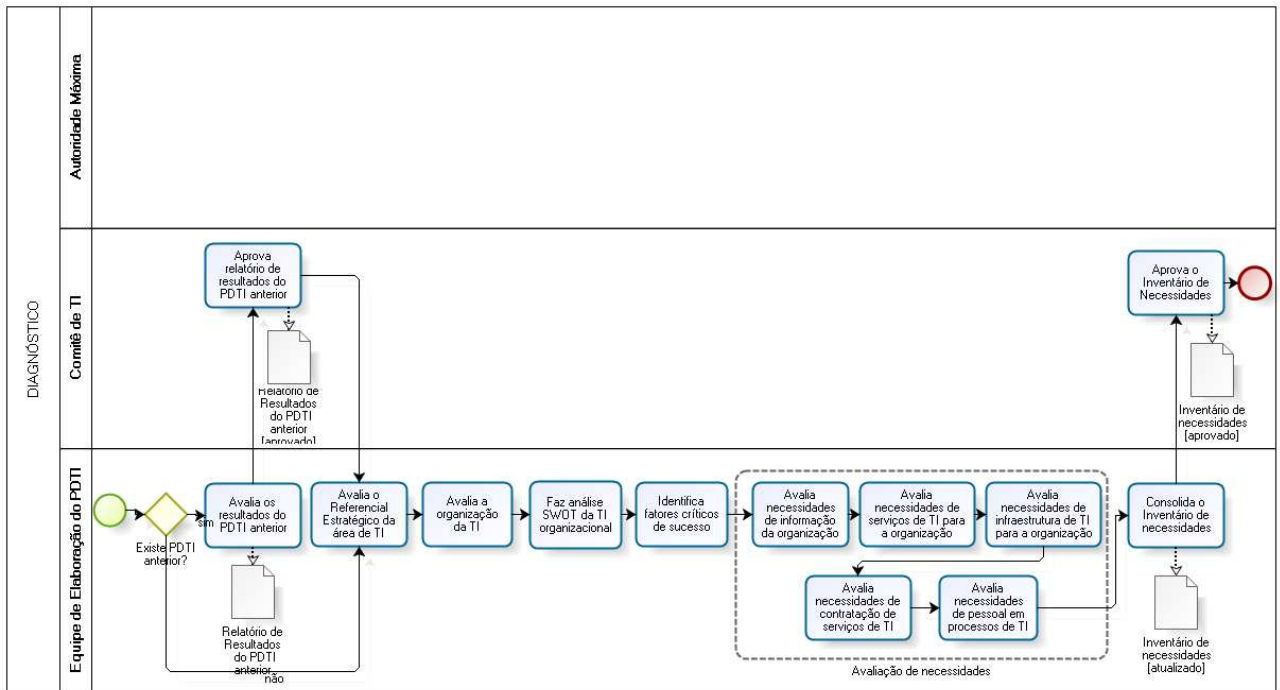 DIAGNÓSTICO
Autoridade Máxima
Comitê de TI
Aprova
relatório de
resultados do
PDTI anterior
Relatório de
Resultados
do PDTI
anterior
[aprovado]
Aprova o
Inventário de
Necessidades
Inventário de
necessidades
[aprovado]
Equipe de Elaboração do PDTI
Existe PDTI
anterior?
sim
não
Avalia os
resultados do
PDTI anterior
Relatório de
Resultados
do PDTI
anterior
Avalia o
Referencial
Estratégico da
área de TI
Avalia a
organização
da TI
Faz análise
SWOT da TI
organizacional
Identifica
fatores críticos
de sucesso
Avalia
necessidades
de informação
da organização
Avalia
necessidades de
serviços de TI para
a organização
Avalia
necessidades de
infraestrutura de TI
para a organização
Avalia
necessidades de
contratação de
serviços de TI
Avalia
necessidades
de pessoal em
processos de TI
Avaliação de necessidades
Consolida o
Inventário de
necessidades
Inventário de
necessidades
[atualizado]